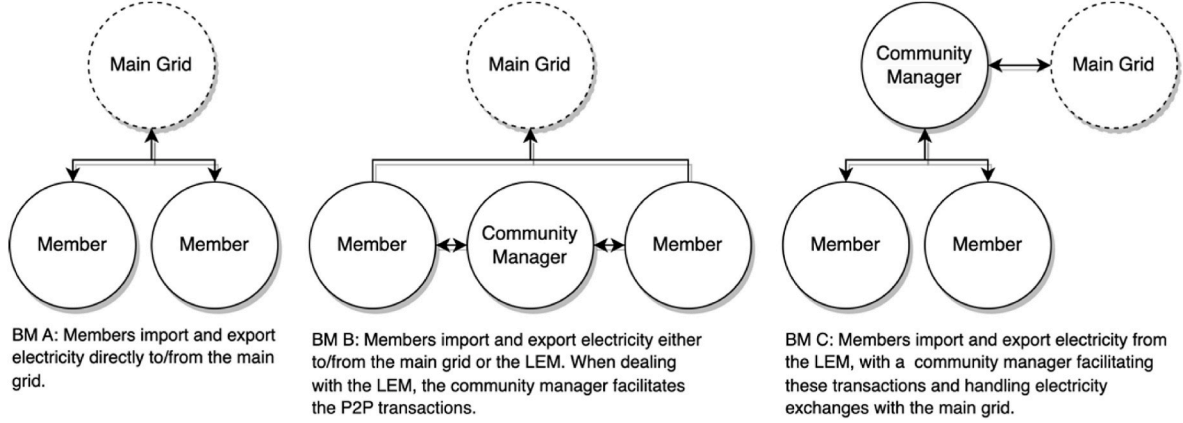 Main Grid
Member
Member
BM A: Members import and export
electricity directly to/from the main
grid.
Main Grid
Member
Community
Manager
Member
BM B: Members import and export electricity either
to/from the main grid or the LEM. When dealing
with the LEM, the community manager facilitates
the P2P transactions.
Community
Manager
Main Grid
Member
Member
BM C: Members import and export electricity from
the LEM, with a community manager facilitating
these transactions and handling electricity
exchanges with the main grid.